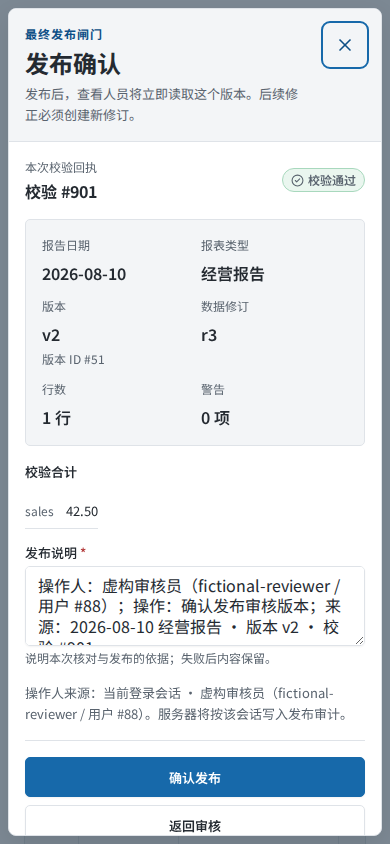 最终发布闸门
发布确认
发布后，查看人员将立即读取这个版本。后续修
正必须创建新修订。
本次校验回执
校验 #901
校验通过
报告日期
报表类型
2026-08-10
经营报告
版本
数据修订
v2
r3
版本 ID #51
行数
警告
1 行
0 项
校验合计
sales 42.50
发布说明 *
操作人：虚构审核员（fictional-reviewer /
用户 #88）；操作：确认发布审核版本；来
源：2026-08-10 经营报告 · 版本 v2 · 校
验 #901
说明本次核对与发布的依据；失败后内容保留。
操作人来源：当前登录会话 · 虚构审核员（fictional-
reviewer / 用户 #88）。服务器将按该会话写入发布审计。
确认发布
返回审核